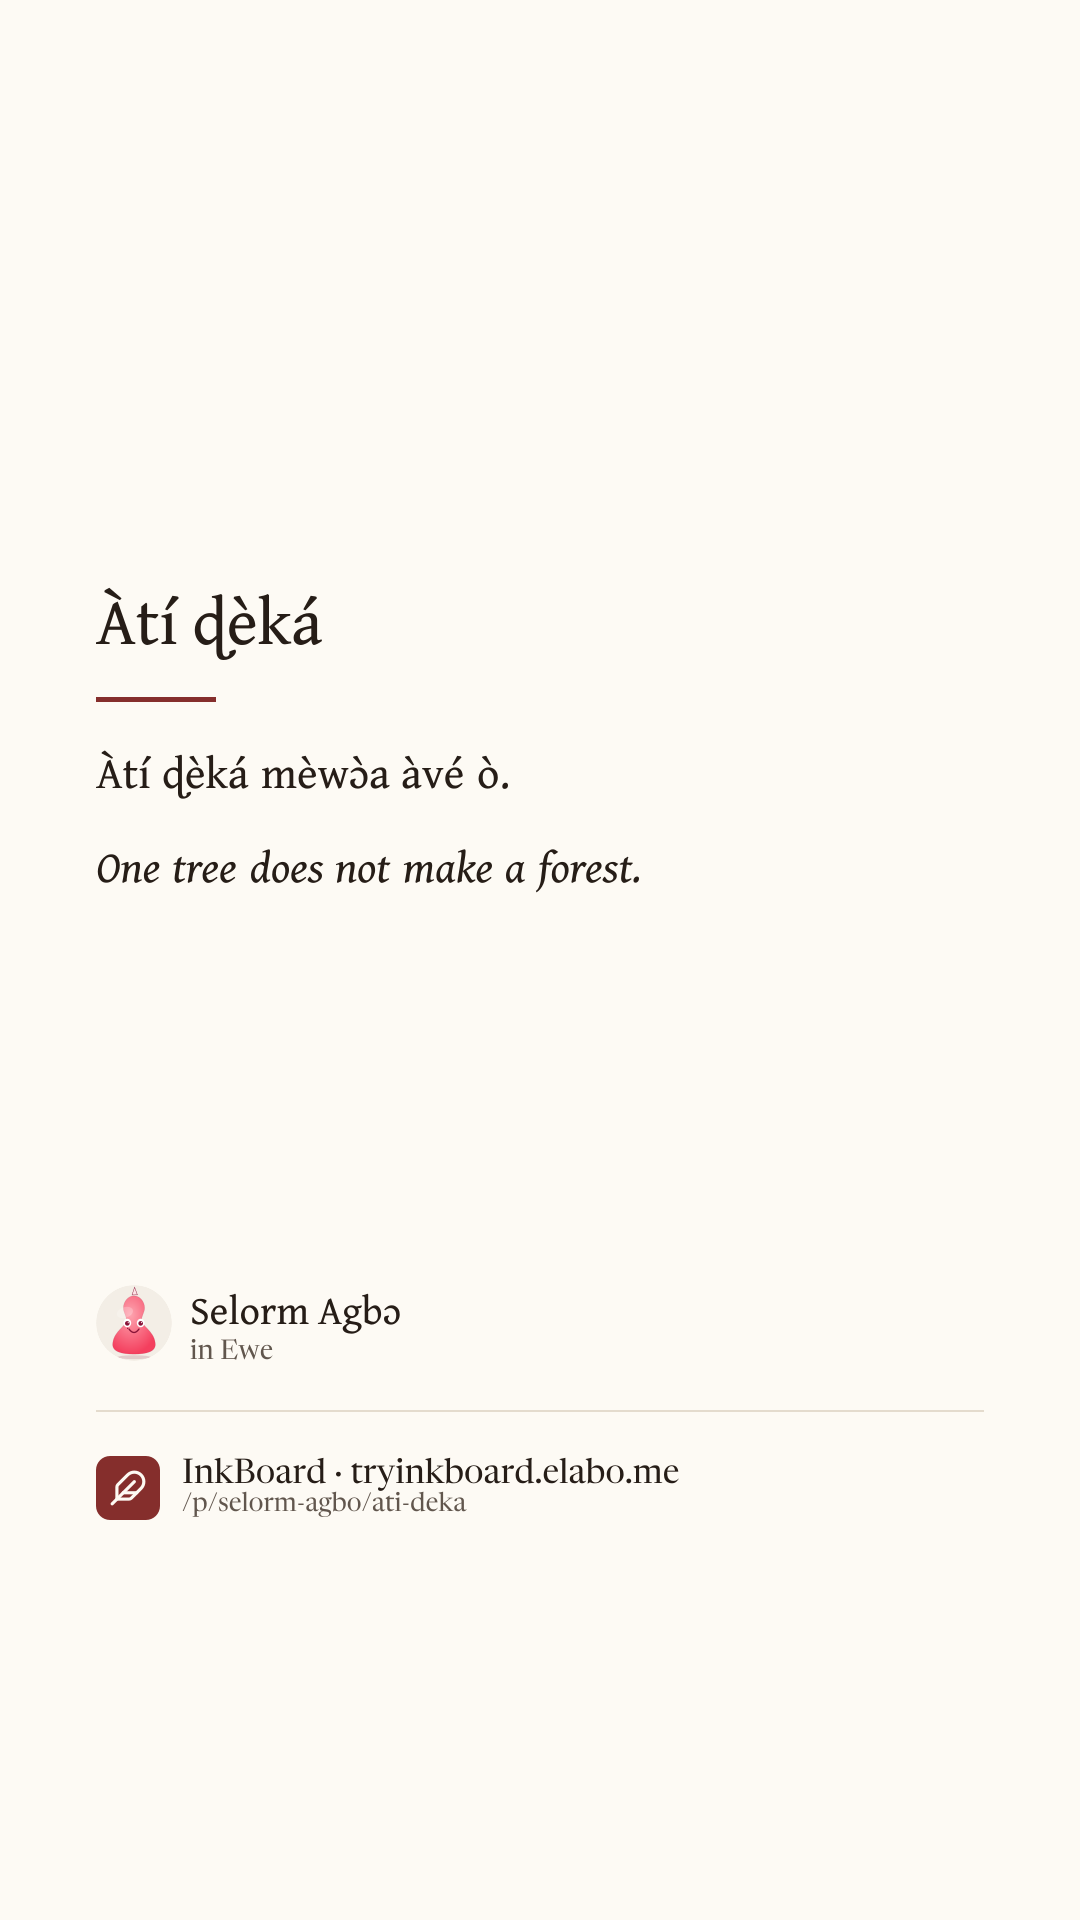 Àtí ɖèká
Àtí ɖèká mèwɔ̀a àvé ò.
One tree does not make a forest.
Selorm Agbɔ
in Ewe
InkBoard · tryinkboard.elabo.me
/p/selorm-agbo/ati-deka